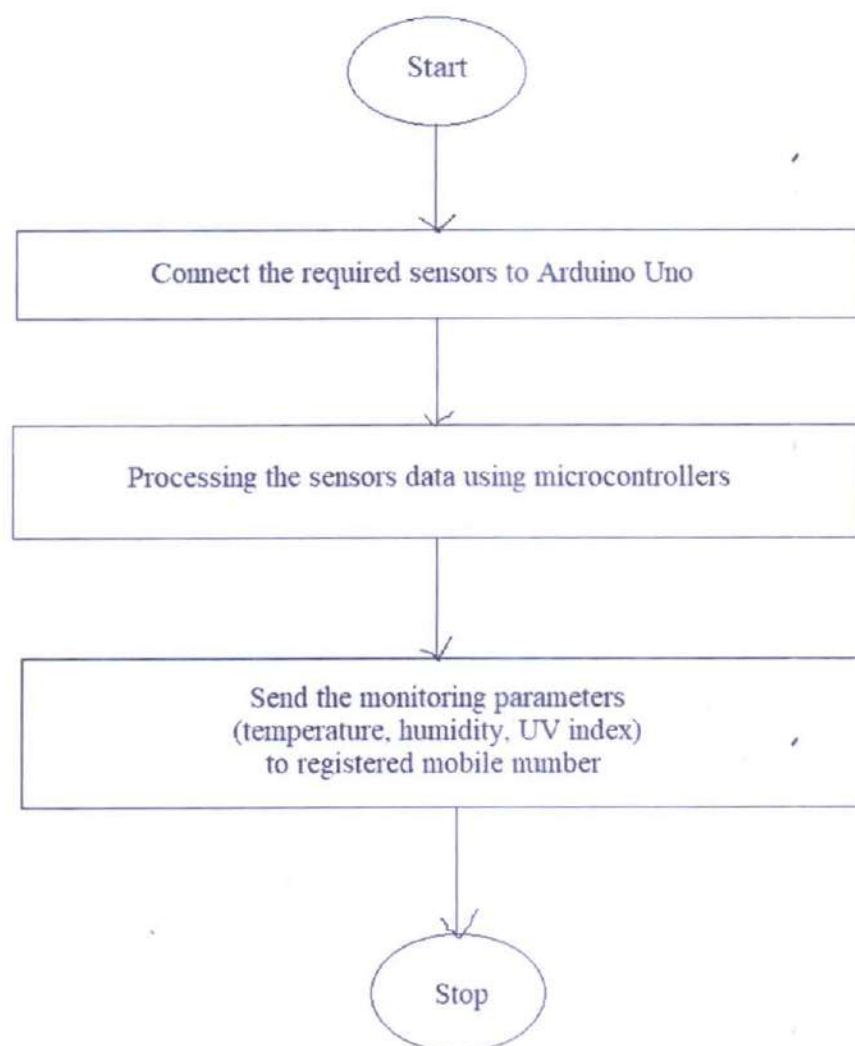 Start
Connect the required sensors to Arduino Uno
Processing the sensors data using microcontrollers
Send the monitoring parameters
(temperature, humidity, UV index)
to registered mobile number
Stop